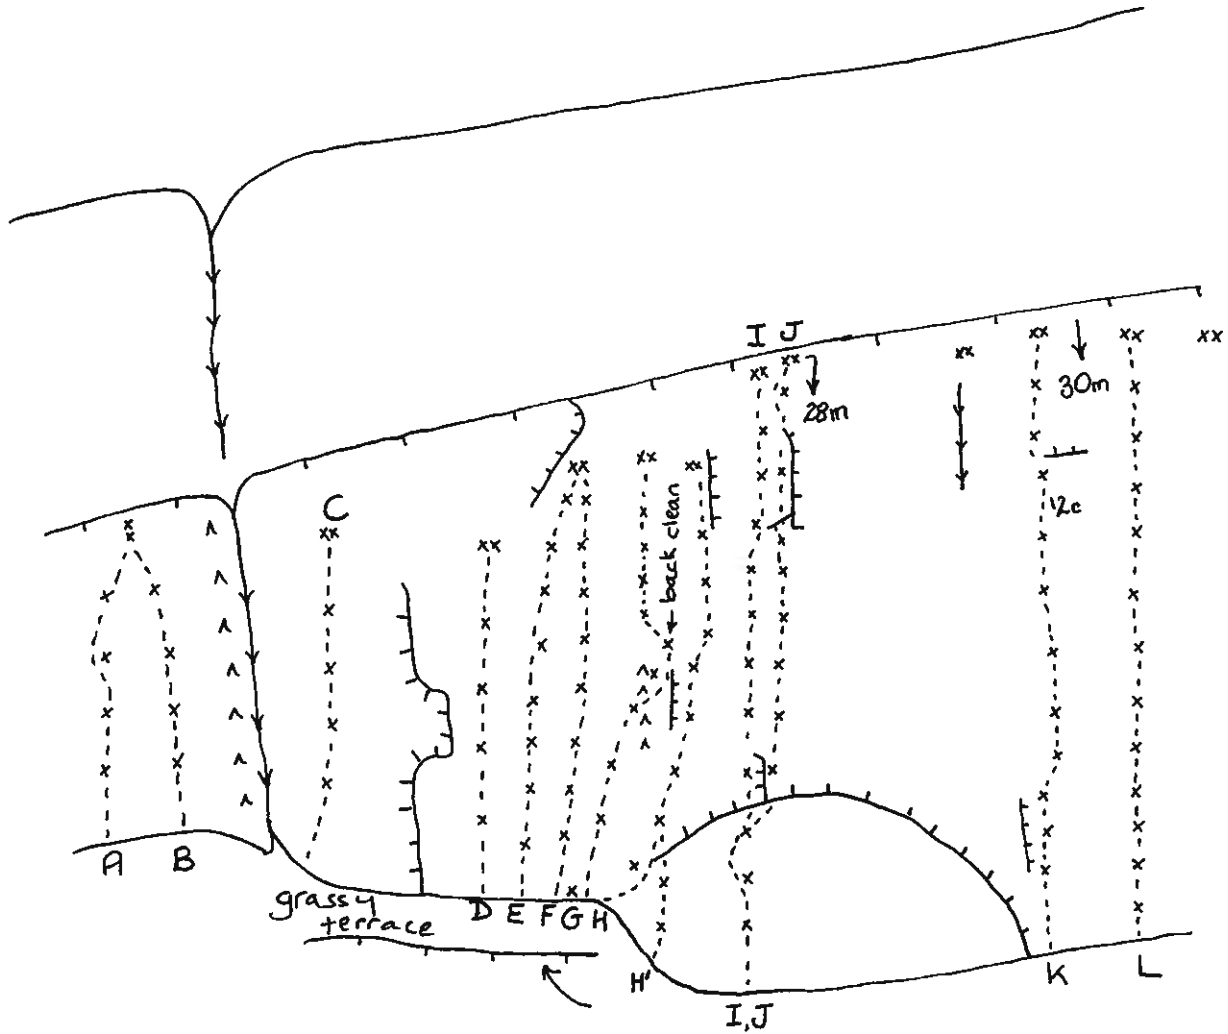 I J
28m
30m
C
12c
← back clean
A
B
grassy
terrace
D E F G H
H'
I,J
K
L